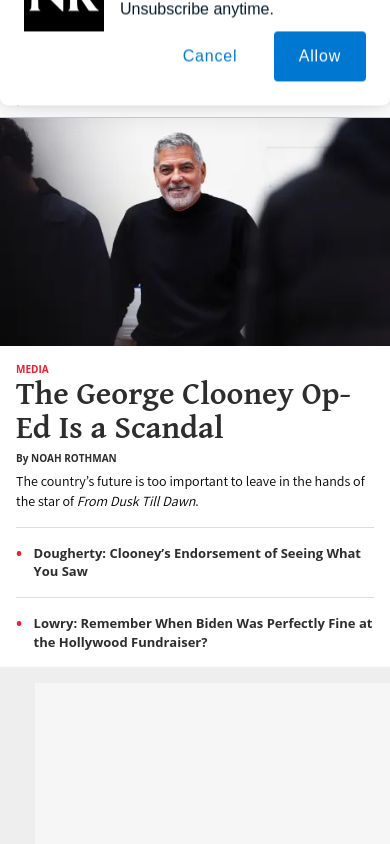 NR
Unsubscribe anytime.
Cancel
Allow
MEDIA
The George Clooney Op-
Ed Is a Scandal
By NOAH ROTHMAN
The country’s future is too important to leave in the hands of
the star of From Dusk Till Dawn.
Dougherty: Clooney’s Endorsement of Seeing What
You Saw
Lowry: Remember When Biden Was Perfectly Fine at
the Hollywood Fundraiser?